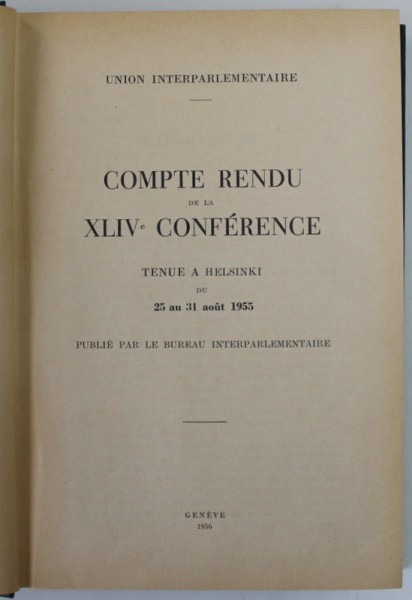 UNION INTERPARLEMENTAIRE
COMPTE RENDU
DE LA
XLIVe CONFÉRENCE
TENUE A HELSINKI
DU
25 au 31 août 1955
PUBLIÉ PAR LE BUREAU INTERPARLEMENTAIRE
GENÈVE
1956